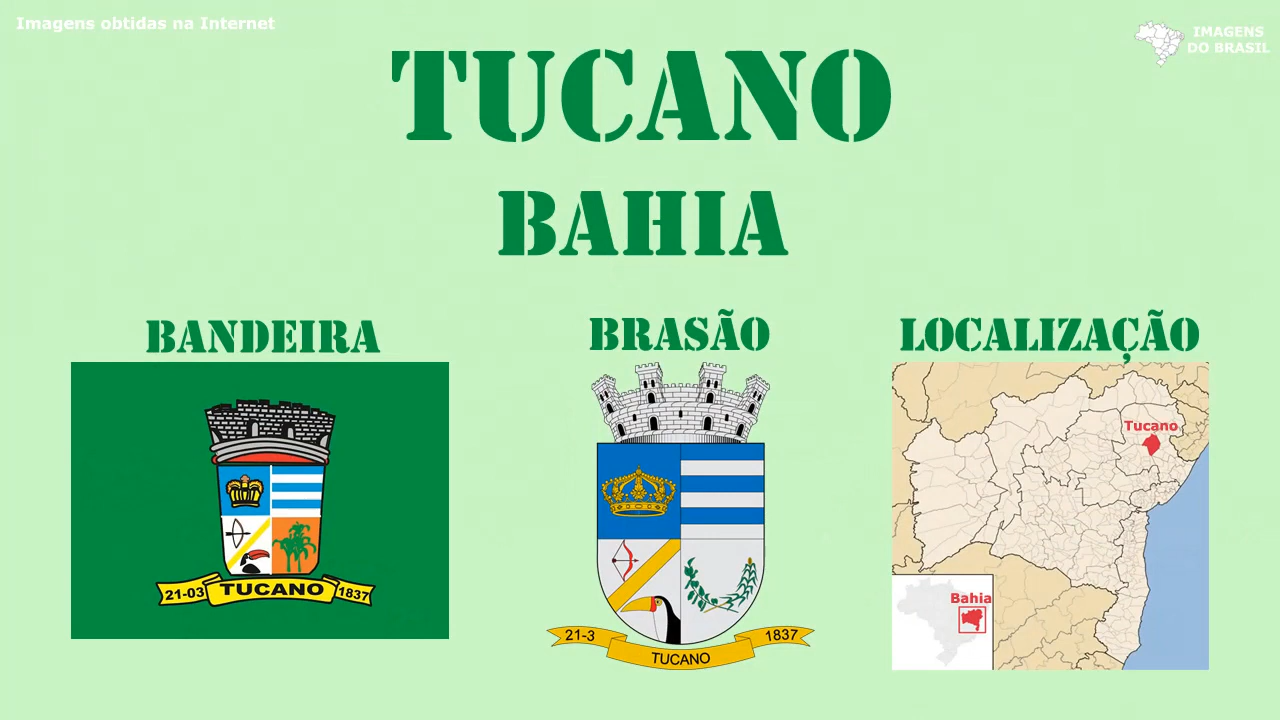 Imagens obtidas na Internet
IMAGENS
DO BRASIL
TUCANO
BAHIA
BANDEIRA
BRASÃO
LOCALIZAÇÃO
21-03 TUCANO 1837
21-3 1837
TUCANO
Tucano
Bahia